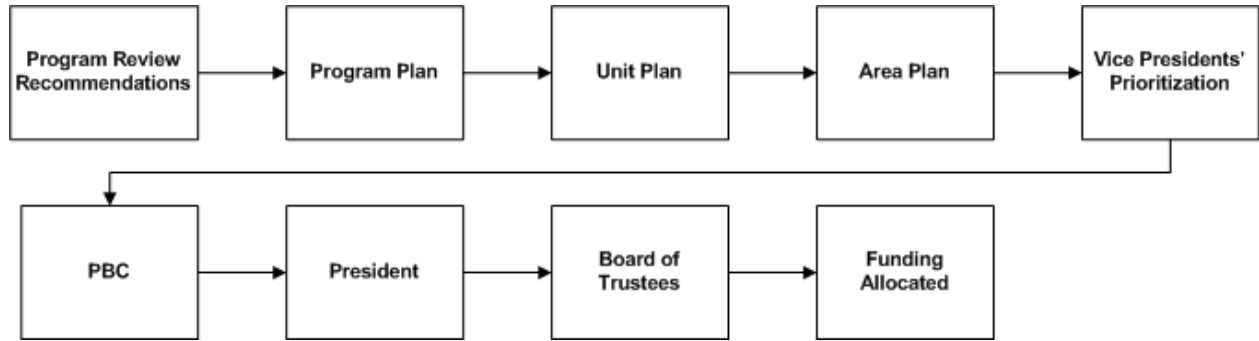 Program Review
Recommendations
Program Plan
Unit Plan
Area Plan
Vice Presidents'
Prioritization
PBC
President
Board of
Trustees
Funding
Allocated